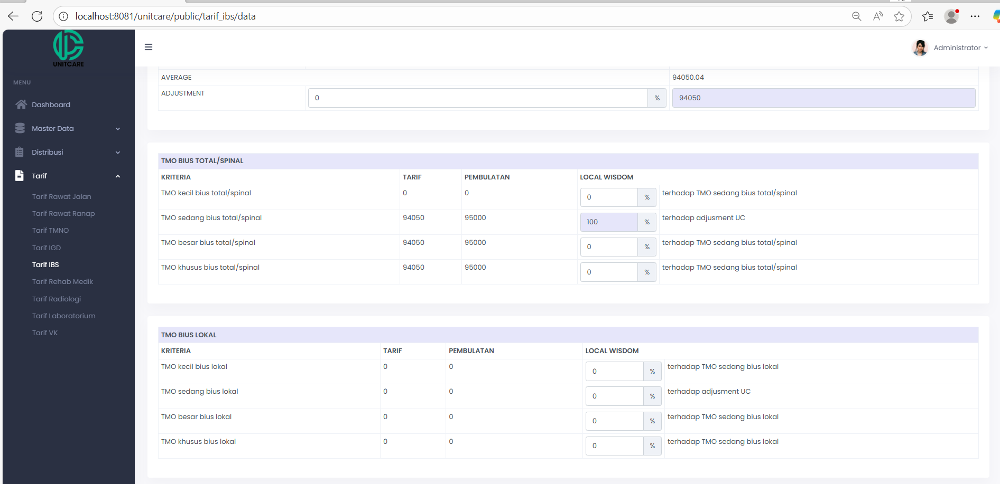 localhost:8081/unitcare/public/tarif_ibs/data
UNITCARE
Administrator
MENU
Dashboard
Master Data
Distribusi
Tarif
Tarif Rawat Jalan
Tarif Rawat Ranap
Tarif TMNO
Tarif IGD
Tarif IBS
Tarif Rehab Medik
Tarif Radiologi
Tarif Laboratorium
Tarif VK
AVERAGE 94050.04
ADJUSTMENT 0 % 94050
TMO BIUS TOTAL/SPINAL
KRITERIA TARIF PEMBULATAN LOCAL WISDOM
TMO kecil bius total/spinal 0 0 0 % terhadap TMO sedang bius total/spinal
TMO sedang bius total/spinal 94050 95000 100 % terhadap adjusment UC
TMO besar bius total/spinal 94050 95000 0 % terhadap TMO sedang bius total/spinal
TMO khusus bius total/spinal 94050 95000 0 % terhadap TMO sedang bius total/spinal
TMO BIUS LOKAL
KRITERIA TARIF PEMBULATAN LOCAL WISDOM
TMO kecil bius lokal 0 0 0 % terhadap TMO sedang bius lokal
TMO sedang bius lokal 0 0 0 % terhadap adjusment UC
TMO besar bius lokal 0 0 0 % terhadap TMO sedang bius lokal
TMO khusus bius lokal 0 0 0 % terhadap TMO sedang bius lokal